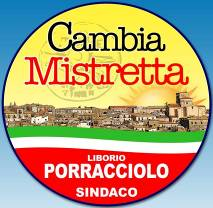 Cambia
Mistretta
LIBORIO
PORRACCIOLO
SINDACO